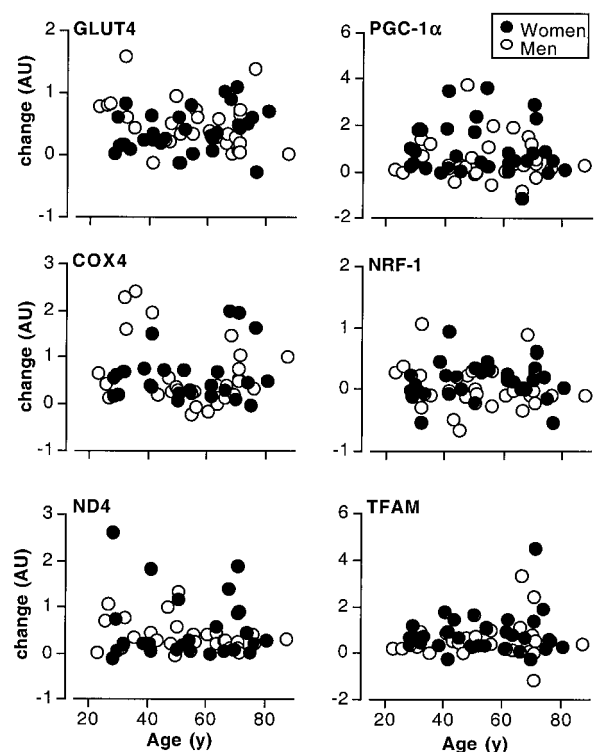 GLUT4
PGC-1α
● Women
○ Men
change (AU)
2
1
0
-1
6
4
2
0
-2
COX4
NRF-1
change (AU)
3
2
1
0
-1
2
1
0
-1
ND4
TFAM
change (AU)
3
2
1
0
-1
6
4
2
0
-2
20 40 60 80
20 40 60 80
Age (y)
Age (y)